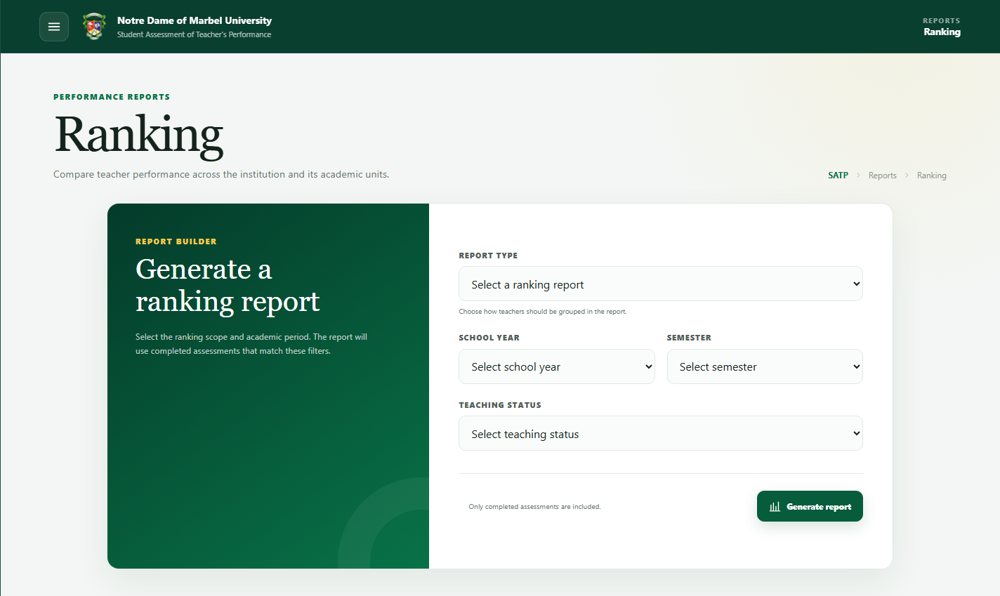 Notre Dame of Marbel University
Student Assessment of Teacher's Performance
REPORTS
Ranking
PERFORMANCE REPORTS
Ranking
Compare teacher performance across the institution and its academic units.
SATP > Reports > Ranking
REPORT BUILDER
Generate a
ranking report
Select the ranking scope and academic period. The report will
use completed assessments that match these filters.
REPORT TYPE
Select a ranking report
Choose how teachers should be grouped in the report.
SCHOOL YEAR
Select school year
SEMESTER
Select semester
TEACHING STATUS
Select teaching status
Only completed assessments are included.
Generate report